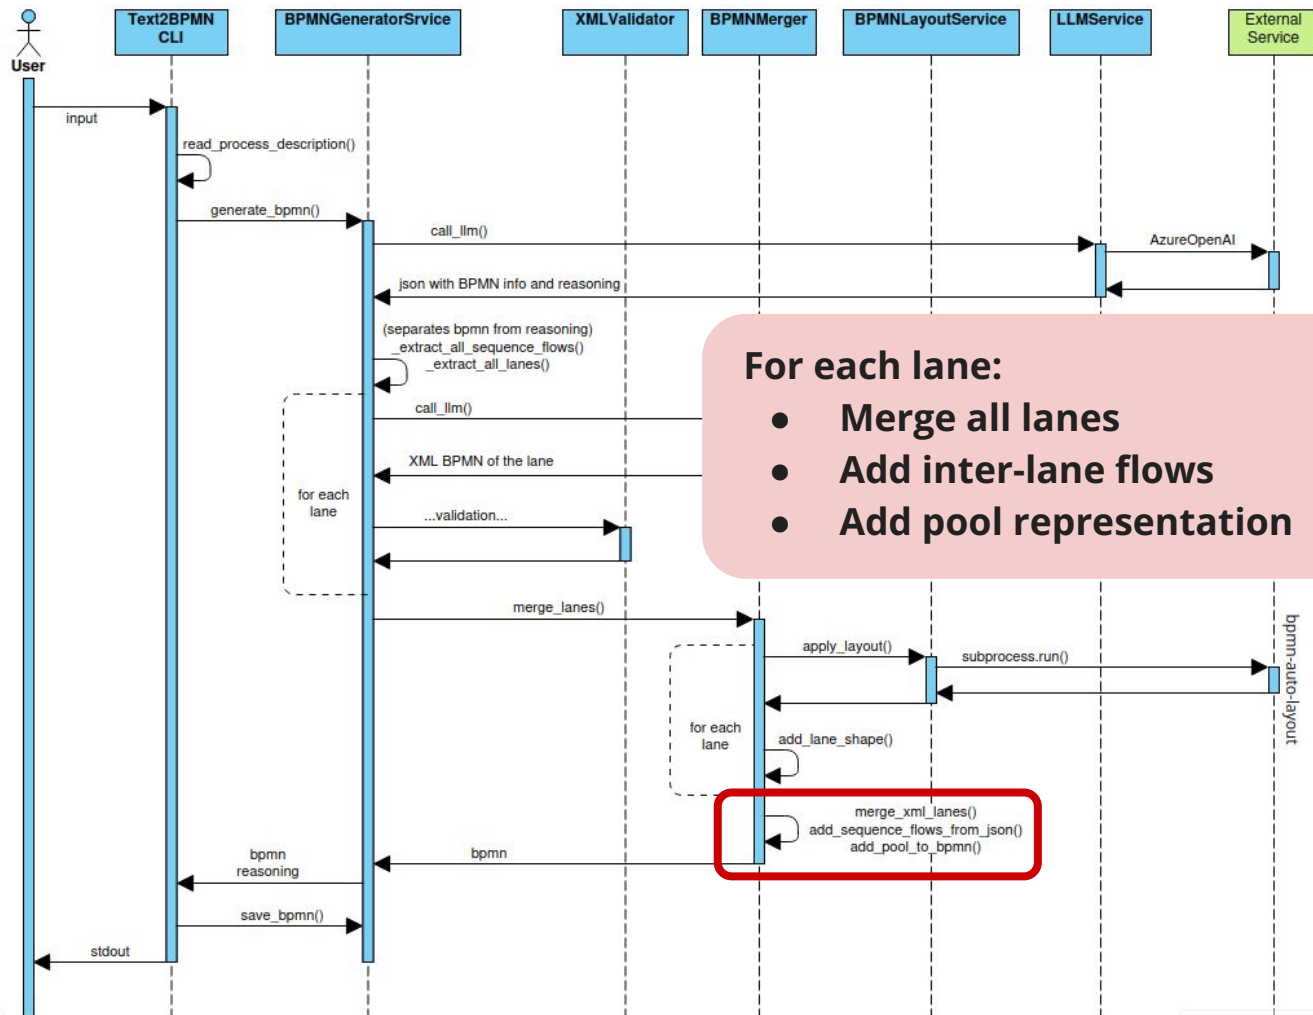 Text2BPMN
CLI
BPMNGeneratorSrvice
XMLValidator
BPMNMerger
BPMNLayoutService
LLMService
External
Service
User
input
read_process_description()
generate_bpmn()
call_llm()
AzureOpenAI
json with BPMN info and reasoning
(separates bpmn from reasoning)
_extract_all_sequence_flows()
_extract_all_lanes()
For each lane:
● Merge all lanes
● Add inter-lane flows
● Add pool representation
call_llm()
XML BPMN of the lane
for each
lane
...validation...
merge_lanes()
apply_layout()
subprocess.run()
bpmn-auto-layout
for each
lane
add_lane_shape()
merge_xml_lanes()
add_sequence_flows_from_json()
add_pool_to_bpmn()
bpmn
bpmn
reasoning
save_bpmn()
stdout